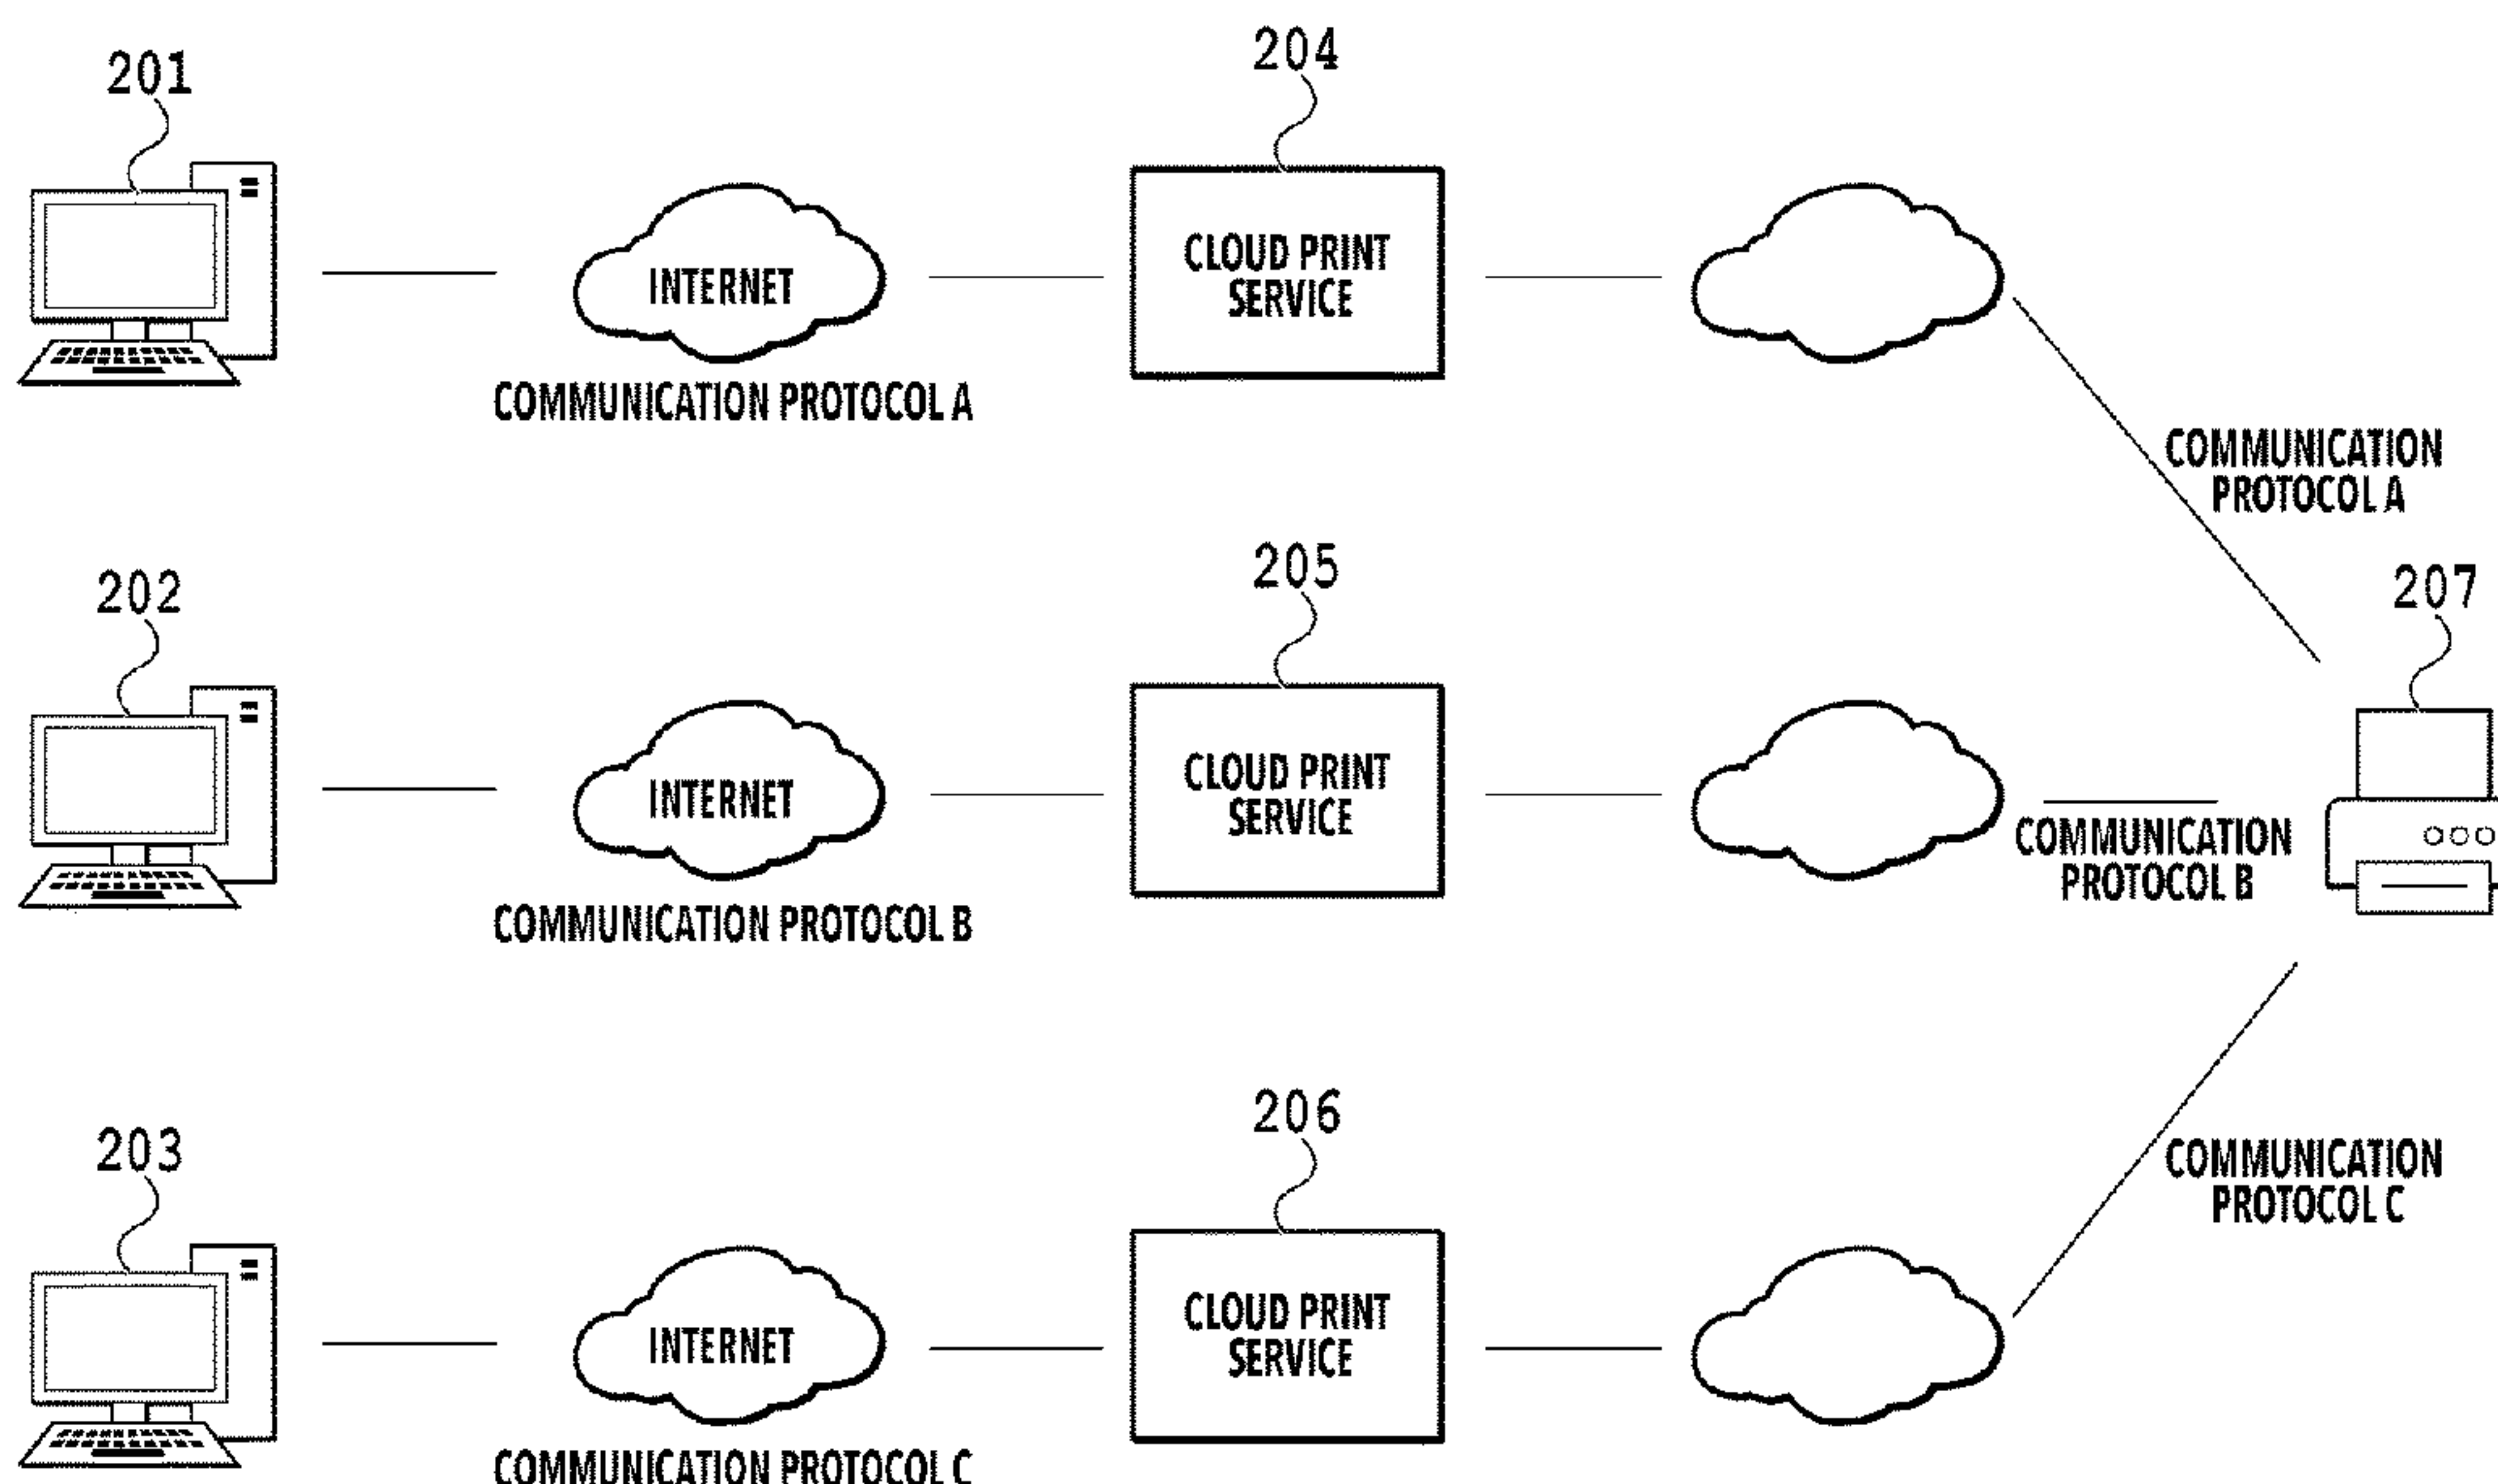 201
204
INTERNET
CLOUD PRINT
SERVICE
COMMUNICATION PROTOCOL A
COMMUNICATION
PROTOCOL A
202
205
207
INTERNET
CLOUD PRINT
SERVICE
COMMUNICATION
PROTOCOL B
COMMUNICATION PROTOCOL B
203
206
COMMUNICATION
PROTOCOL C
INTERNET
CLOUD PRINT
SERVICE
COMMUNICATION PROTOCOL C